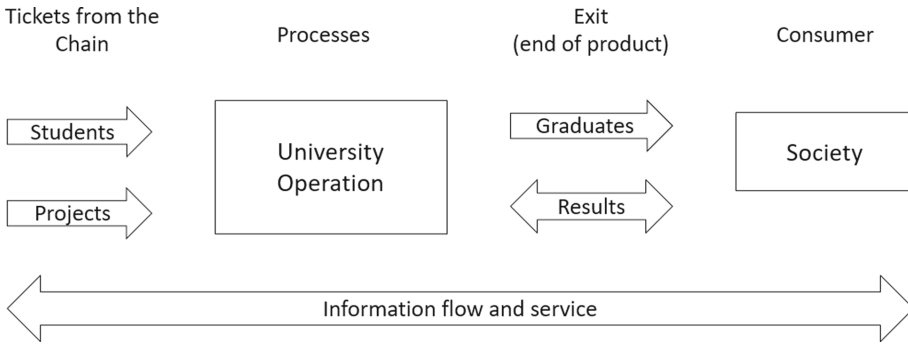 Tickets from the
Chain
Processes
Exit
(end of product)
Consumer
Students
Projects
University
Operation
Graduates
Results
Society
Information flow and service